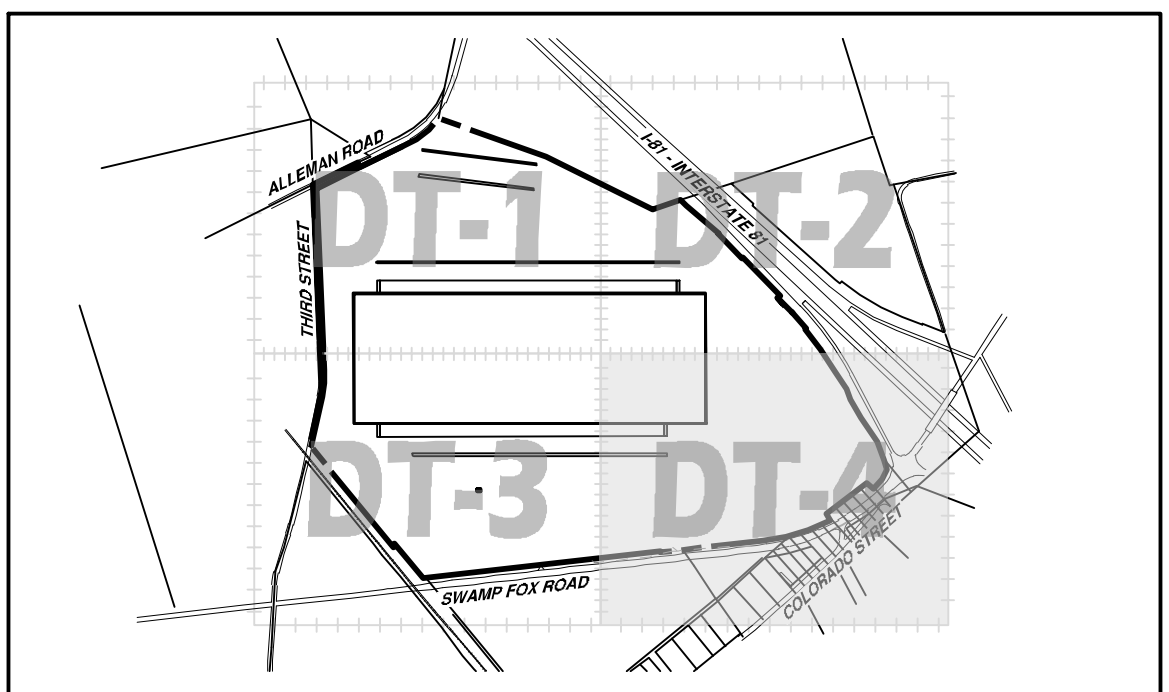 I-81 - INTERSTATE 81
ALLEMAN ROAD
DT-1
DT-2
THIRD STREET
DT-3
DT-4
COLORADO STREET
SWAMP FOX ROAD